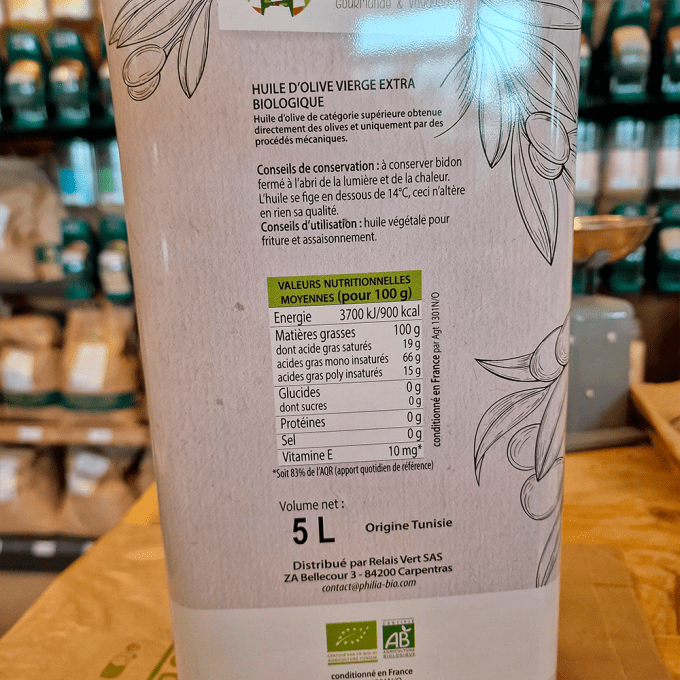 HUILE D'OLIVE VIERGE EXTRA
BIOLOGIQUE
Huile d'olive de catégorie supérieure obtenue
directement des olives et uniquement par des
procédés mécaniques.
Conseils de conservation : à conserver bidon
fermé à l'abri de la lumière et de la chaleur.
L'huile se fige en dessous de 14°C, ceci n'altère
en rien sa qualité.
Conseils d'utilisation : huile végétale pour
friture et assaisonnement.
VALEURS NUTRITIONNELLES
MOYENNES (pour 100 g)
Energie 3700 kJ/900 kcal
Matières grasses 100 g
dont acide gras saturés 19 g
acides gras mono insaturés 66 g
acides gras poly insaturés 15 g
Glucides 0 g
dont sucres 0 g
Protéines 0 g
Sel 0 g
Vitamine E 10 mg*
*Soit 83% de l'AQR (apport quotidien de référence)
conditionné en France par Agt 1301N/O
Volume net :
5 L Origine Tunisie
Distribué par Relais Vert SAS
ZA Bellecour 3 - 84200 Carpentras
contact@philia-bio.com
AB
AGRICULTURE
BIOLOGIQUE
AGRICULTURE TUNISIE
conditionné en France